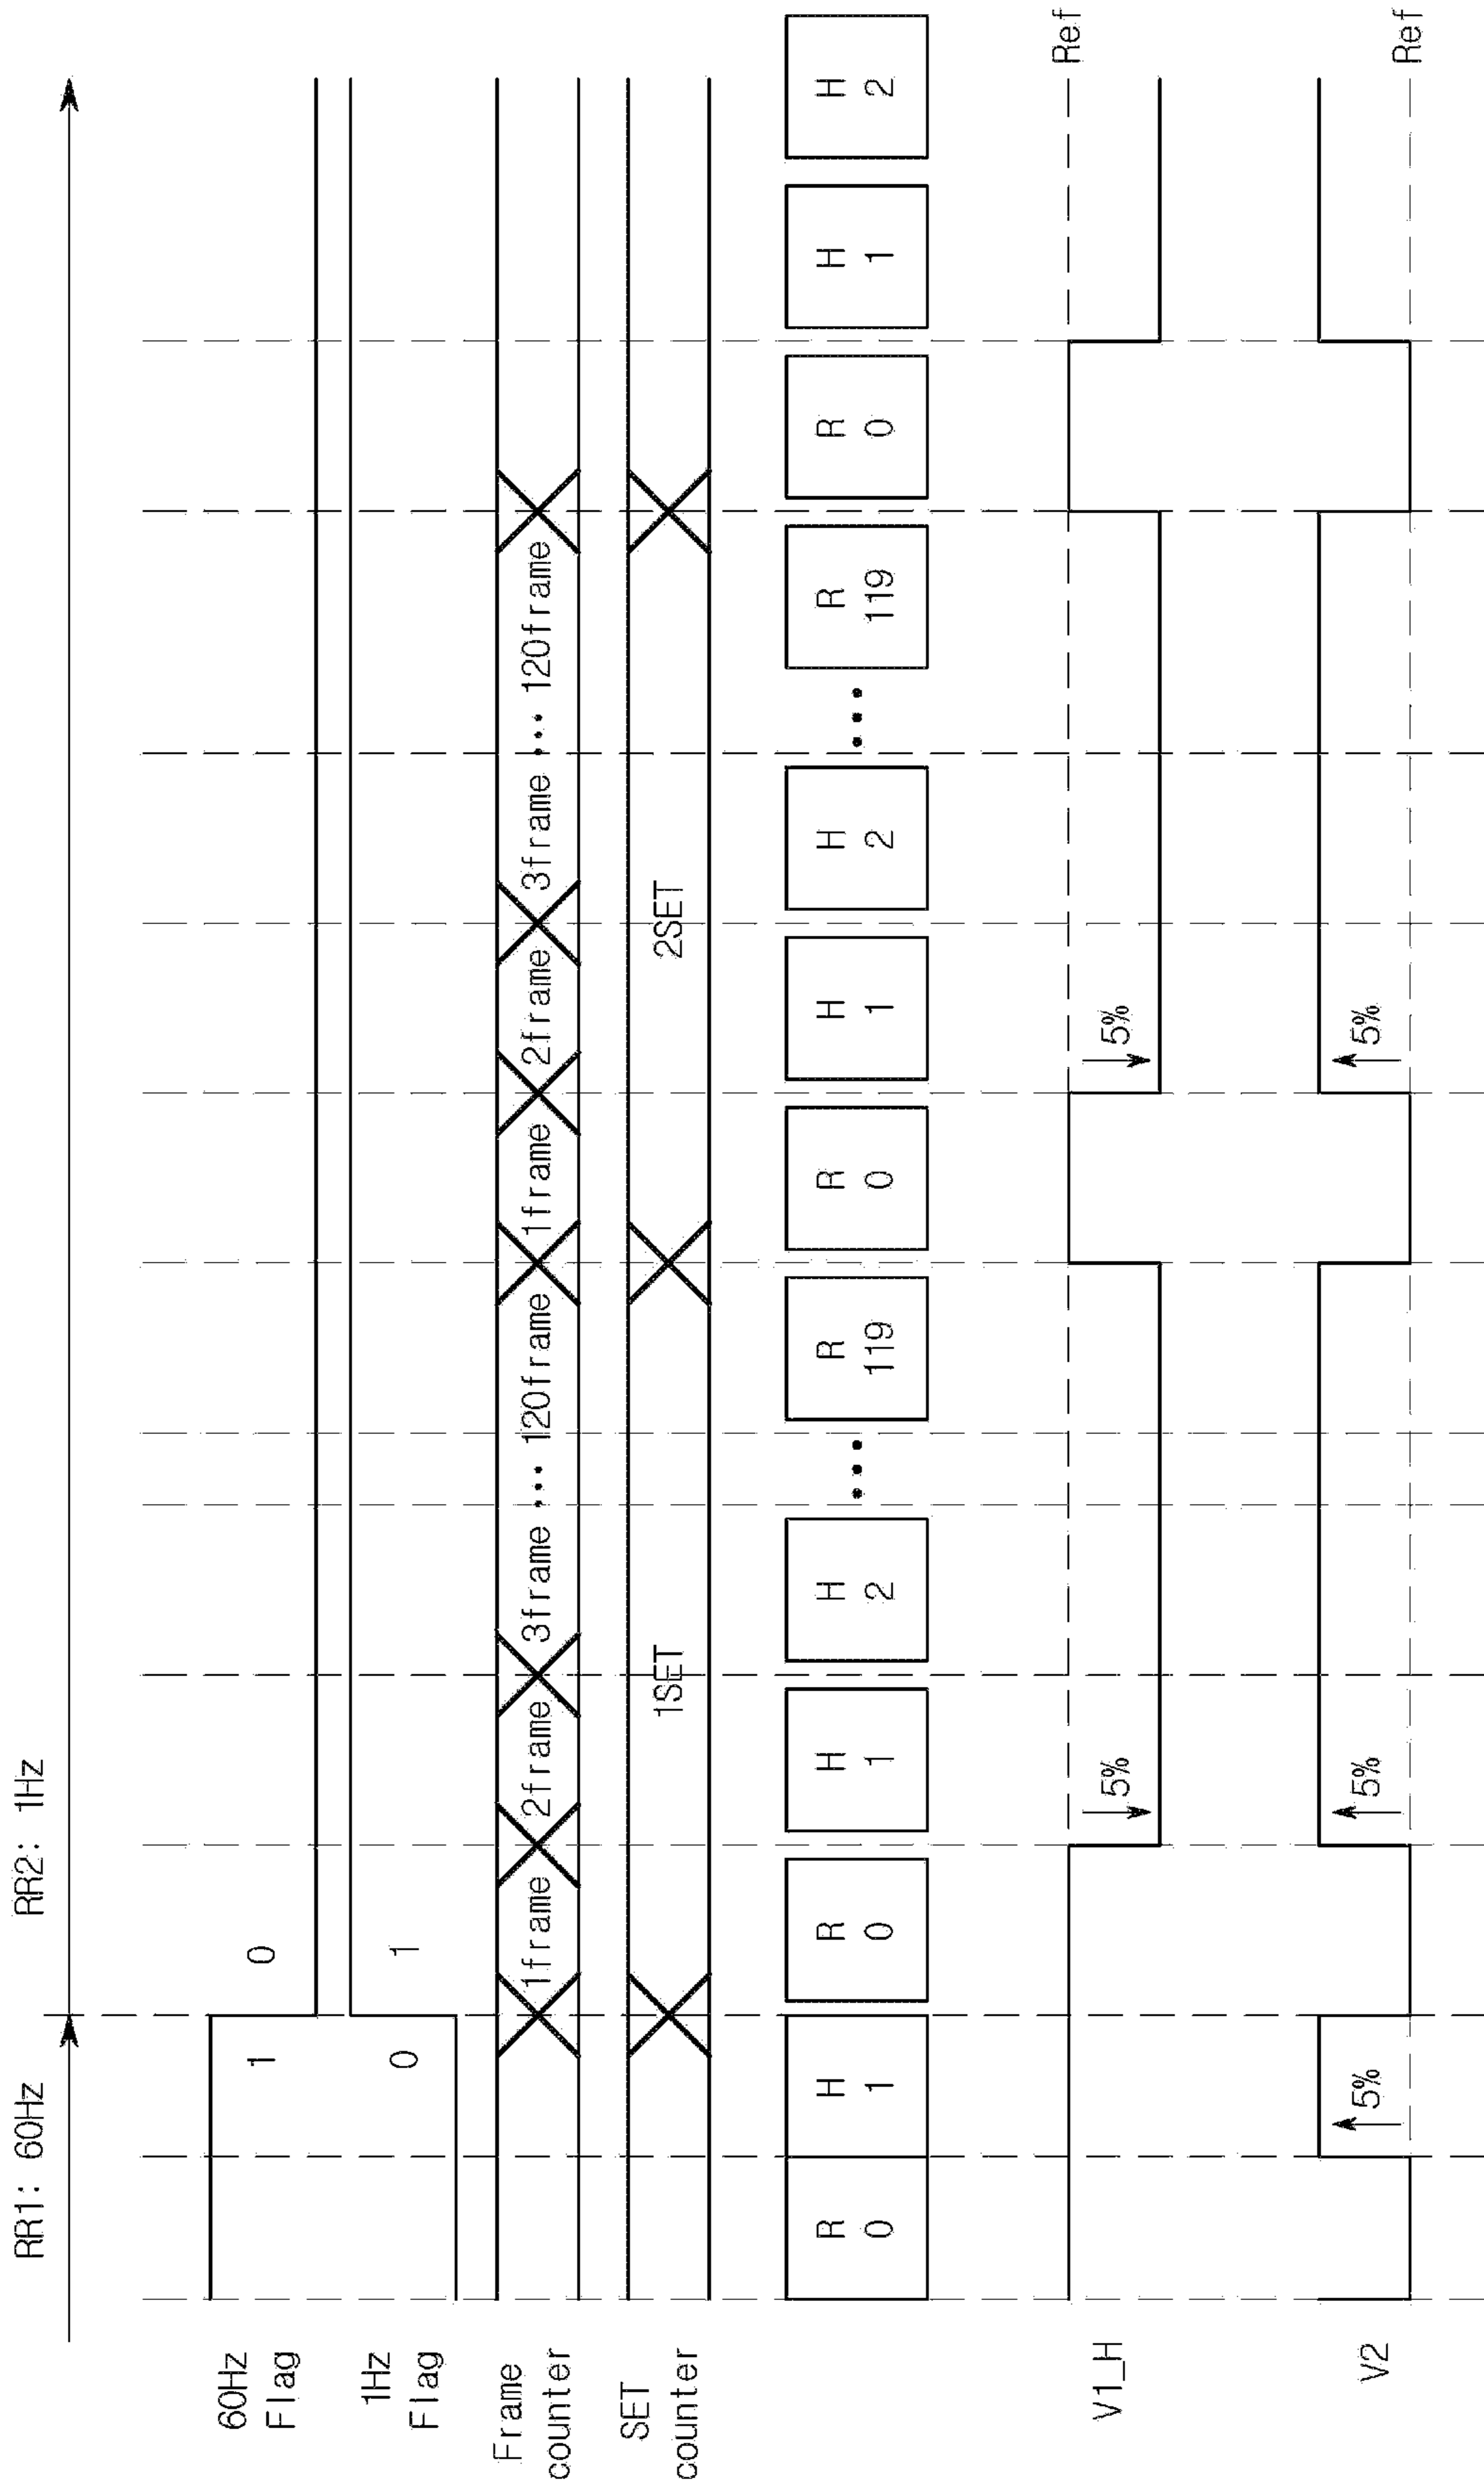 RR1: 60Hz
RR2: 1Hz
60Hz
Flag
1
0
1Hz
Flag
0
1
Frame
counter
1frame
2frame
3frame
...
120frame
1frame
2frame
3frame
...
120frame
SET
counter
1SET
2SET
R
0
H
1
R
0
H
1
H
2
...
R
119
R
0
H
1
H
2
...
R
119
R
0
H
1
H
2
V1_H
5%
5%
Ref
V2
5%
5%
5%
Ref